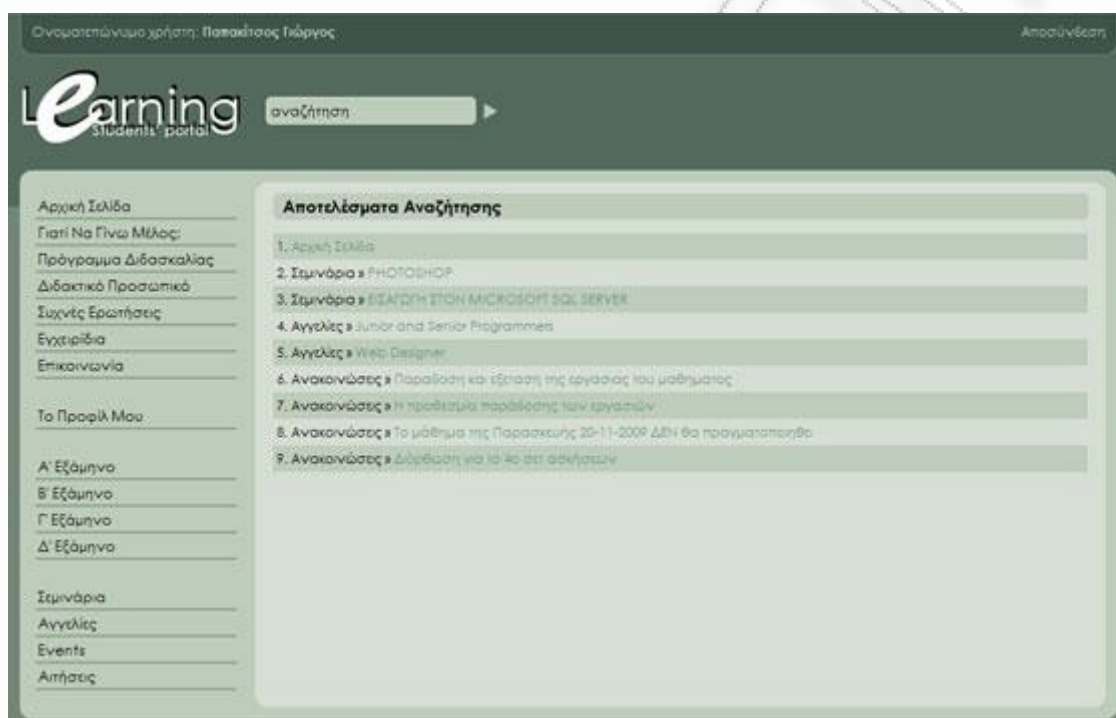 Ονοματεπώνυμο χρήστη: Παπακίτσος Γιώργος
Αποσύνδεση
Learning
Students' portal
αναζήτηση
Αρχική Σελίδα
Γιατί Να Γίνω Μέλος;
Πρόγραμμα Διδασκαλίας
Διδακτικό Προσωπικό
Συχνές Ερωτήσεις
Εγχειρίδια
Επικοινωνία
Το Προφίλ Μου
Α' Εξάμηνο
Β' Εξάμηνο
Γ' Εξάμηνο
Δ' Εξάμηνο
Σεμινάρια
Αγγελίες
Events
Αιτήσεις
Αποτελέσματα Αναζήτησης
1. Αρχική Σελίδα
2. Σεμινάρια » PHOTOSHOP
3. Σεμινάρια » ΕΙΣΑΓΩΓΗ ΣΤΟΝ MICROSOFT SQL SERVER
4. Αγγελίες » Junior and Senior Programmers
5. Αγγελίες » Web Designer
6. Ανακοινώσεις » Παράδοση και εξέταση της εργασίας του μαθήματος
7. Ανακοινώσεις » Η προθεσμία παράδοσης των εργασιών
8. Ανακοινώσεις » Το μάθημα της Παρασκευής 20-11-2009 ΔΕΝ θα πραγματοποιηθεί
9. Ανακοινώσεις » Διόρθωση για το 4ο σετ ασκήσεων